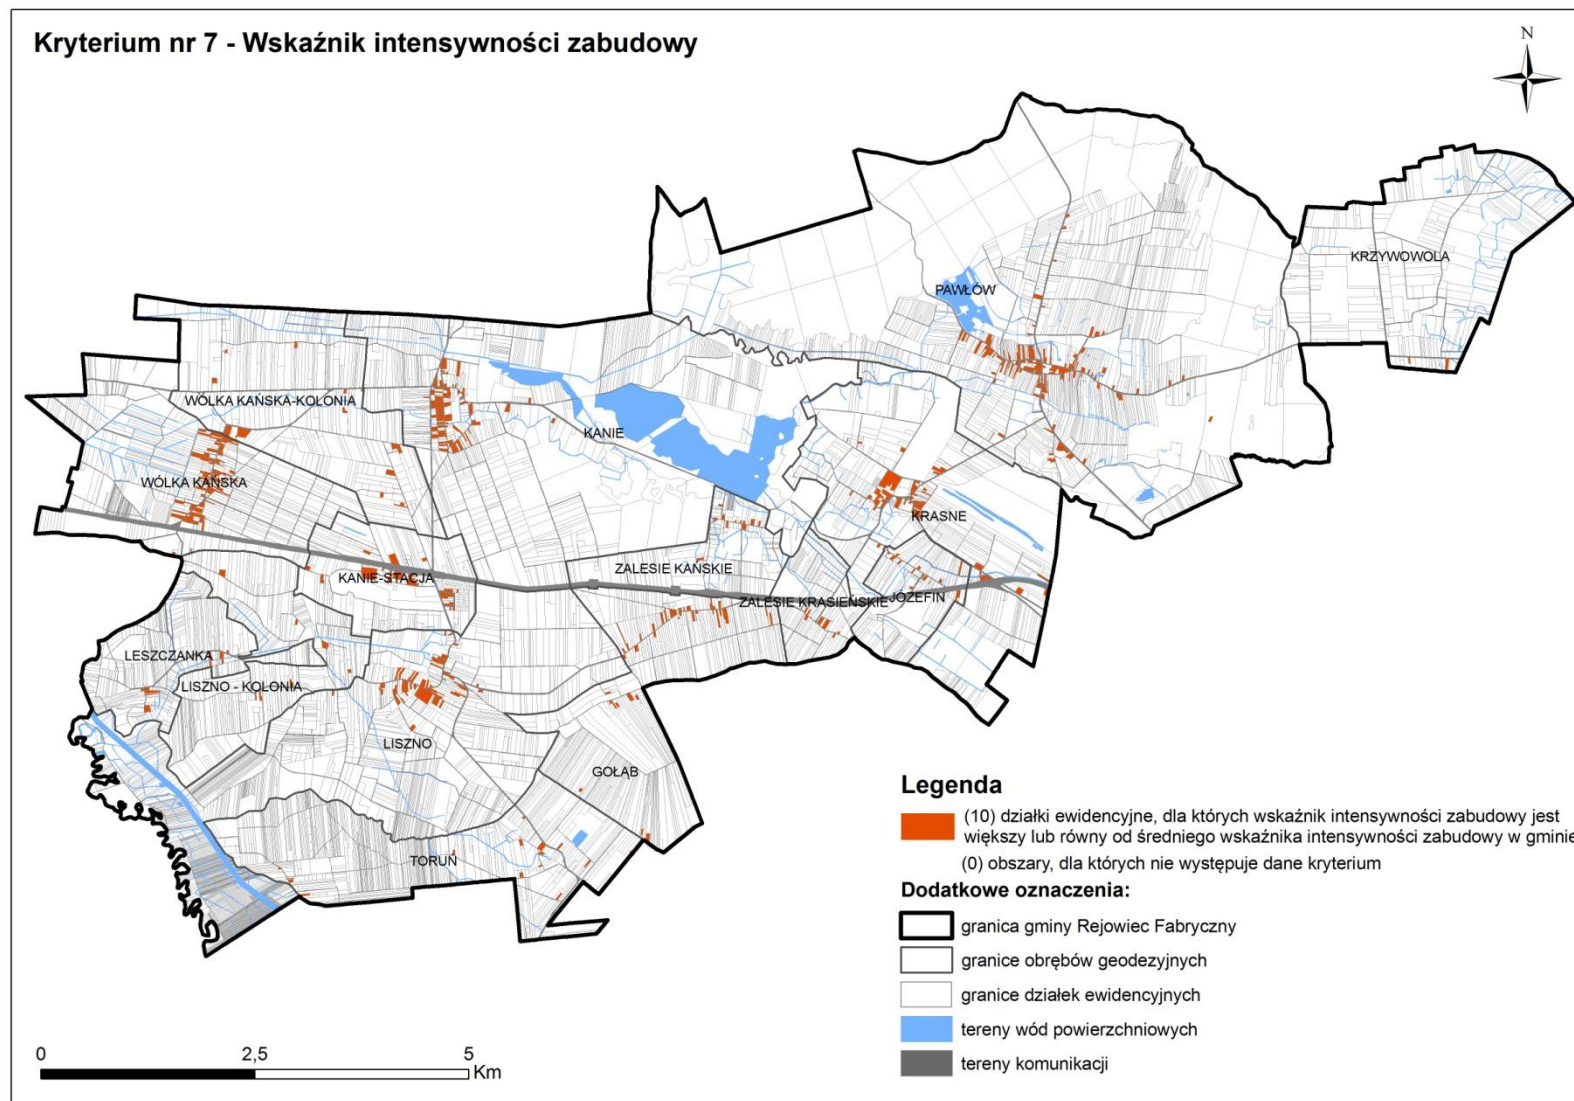 Kryterium nr 7 - Wskaźnik intensywności zabudowy
N
KRZYWOWOLA
PAWŁÓW
WÓLKA KAŃSKA-KOLONIA
KANIE
WÓLKA KAŃSKA
KRASNE
ZALESIE KAŃSKIE
KANIE-STACJA
ZALESIE KRASIEŃSKIE
JÓZEFIN
LESZCZANKA
LISZNO - KOLONIA
LISZNO
GOŁĄB
TORUŃ
Legenda
(10) działki ewidencyjne, dla których wskaźnik intensywności zabudowy jest
większy lub równy od średniego wskaźnika intensywności zabudowy w gminie
(0) obszary, dla których nie występuje dane kryterium
Dodatkowe oznaczenia:
granica gminy Rejowiec Fabryczny
granice obrębów geodezyjnych
granice działek ewidencyjnych
tereny wód powierzchniowych
tereny komunikacji
0 2,5 5
Km